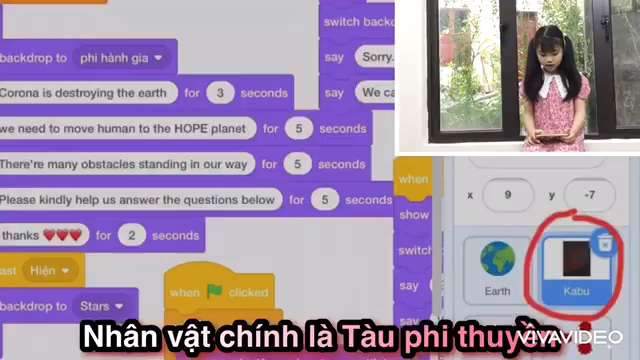 switch backd
backdrop to phi hành gia
say Sorry.
Corona is destroying the earth for 3 seconds
say We ca
we need to move human to the HOPE planet for 5 seconds
There're many obstacles standing in our way for 5 seconds
when
x 9 y -7
Please kindly help us answer the questions below for 5 seconds
show
thanks ❤❤❤ for 2 seconds
switch
ast Hiện
when clicked
say
Earth
Kabu
backdrop to Stars
say
Nhân vật chính là Tàu phi thuyền
VIVAVIDEO